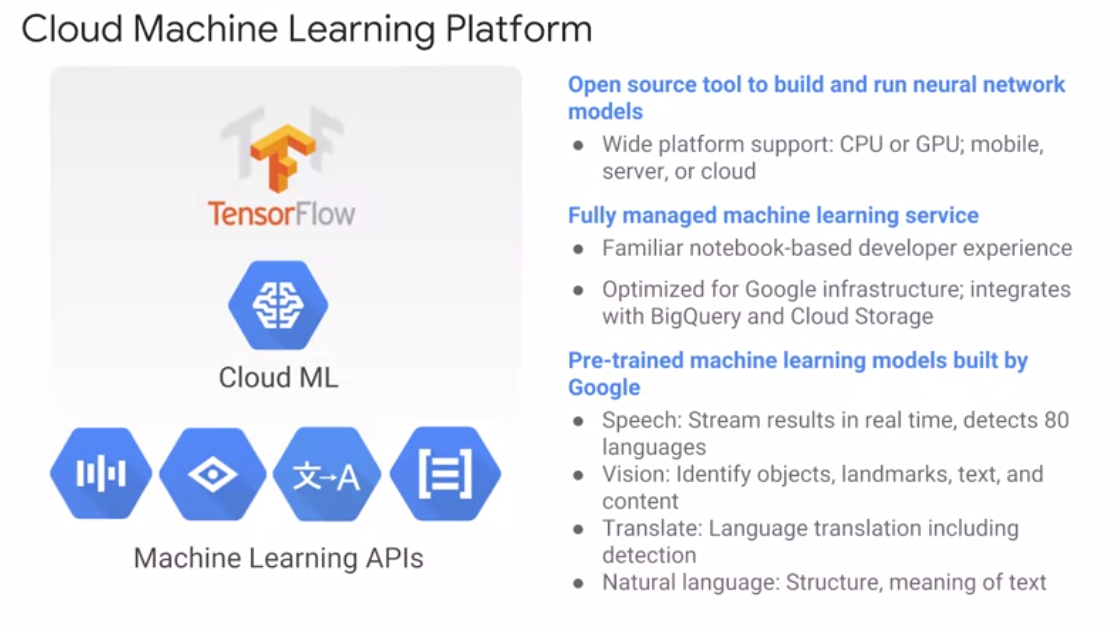 Cloud Machine Learning Platform
TensorFlow
Cloud ML
文→A
Machine Learning APIs
Open source tool to build and run neural network
models
● Wide platform support: CPU or GPU; mobile,
server, or cloud
Fully managed machine learning service
● Familiar notebook-based developer experience
● Optimized for Google infrastructure; integrates
with BigQuery and Cloud Storage
Pre-trained machine learning models built by
Google
● Speech: Stream results in real time, detects 80
languages
● Vision: Identify objects, landmarks, text, and
content
● Translate: Language translation including
detection
● Natural language: Structure, meaning of text